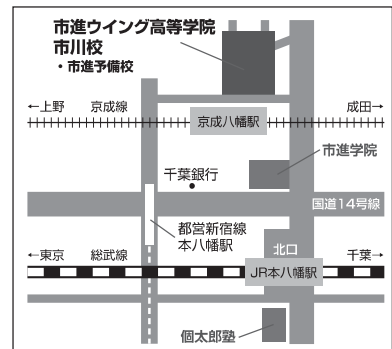 市進ウイング高等学院
市川校
・市進予備校
←上野
京成線
京成八幡駅
成田→
市進学院
千葉銀行
国道14号線
都営新宿線
本八幡駅
北口
←東京
総武線
千葉→
JR本八幡駅
個太郎塾